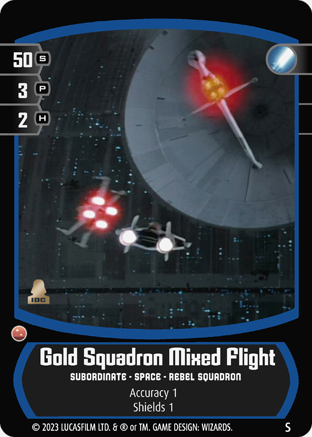 50 S
3 P
2 H
IDC
Gold Squadron Mixed Flight
SUBORDINATE - SPACE - REBEL SQUADRON
Accuracy 1
Shields 1
© 2023 LUCASFILM LTD. & ® or TM. GAME DESIGN: WIZARDS.
S